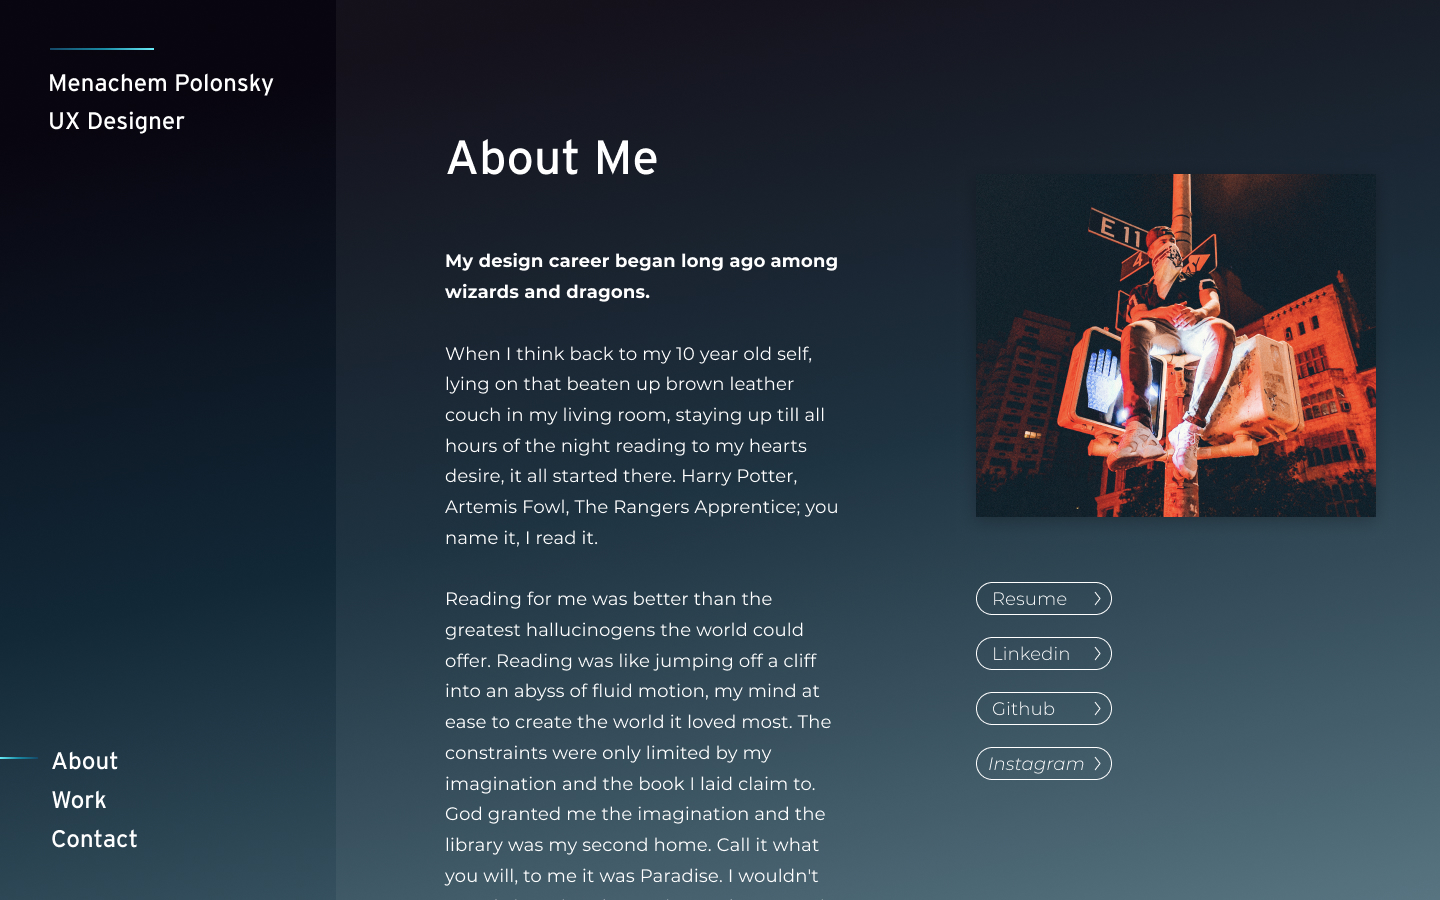 Menachem Polonsky
UX Designer
About Me
My design career began long ago among
wizards and dragons.
When I think back to my 10 year old self,
lying on that beaten up brown leather
couch in my living room, staying up till all
hours of the night reading to my hearts
desire, it all started there. Harry Potter,
Artemis Fowl, The Rangers Apprentice; you
name it, I read it.
Reading for me was better than the
greatest hallucinogens the world could
offer. Reading was like jumping off a cliff
into an abyss of fluid motion, my mind at
ease to create the world it loved most. The
constraints were only limited by my
imagination and the book I laid claim to.
God granted me the imagination and the
library was my second home. Call it what
you will, to me it was Paradise. I wouldn't
E 11
4
Resume
Linkedin
Github
Instagram
About
Work
Contact